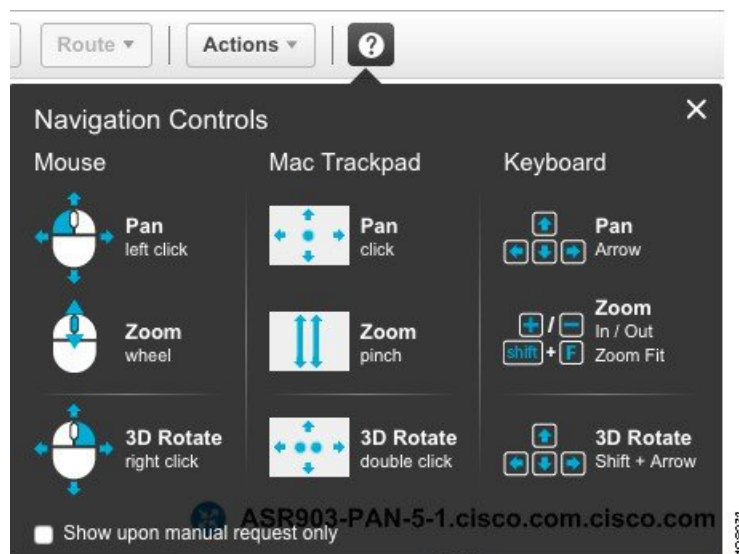 Route
Actions
?
Navigation Controls
Mouse
Mac Trackpad
Keyboard
Pan
left click
Pan
click
Pan
Arrow
Zoom
wheel
Zoom
pinch
+ / -
shift + F
Zoom
In / Out
Zoom Fit
3D Rotate
right click
3D Rotate
double click
3D Rotate
Shift + Arrow
ASR903-PAN-5-1.cisco.com.cisco.com
Show upon manual request only